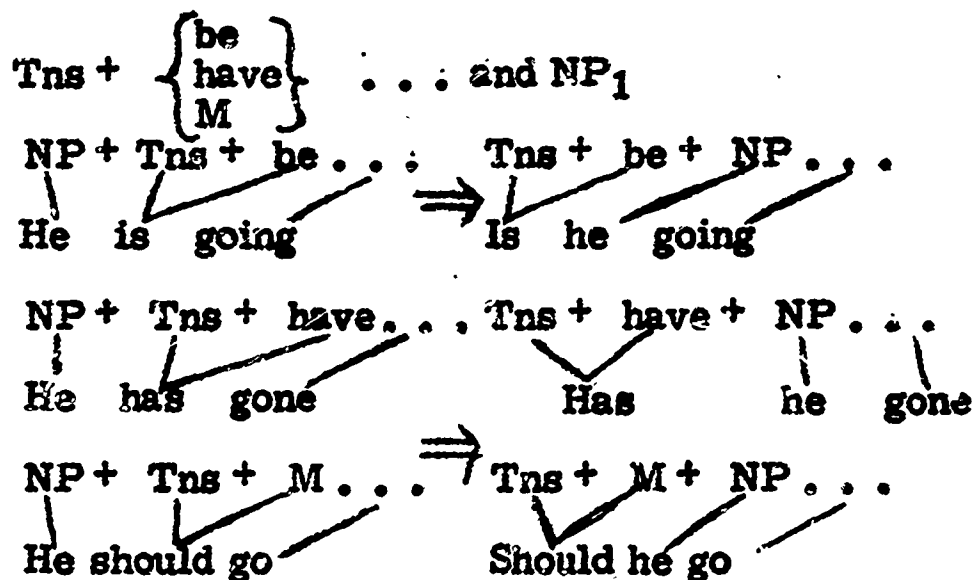 be
Tns + { have } . . . and NP1
M
NP + Tns + be . . . ⇒ Tns + be + NP . . .
He is going Is he going
NP + Tns + have . . . Tns + have + NP . . .
He has gone Has he gone
⇒
NP + Tns + M . . . Tns + M + NP . . .
He should go Should he go